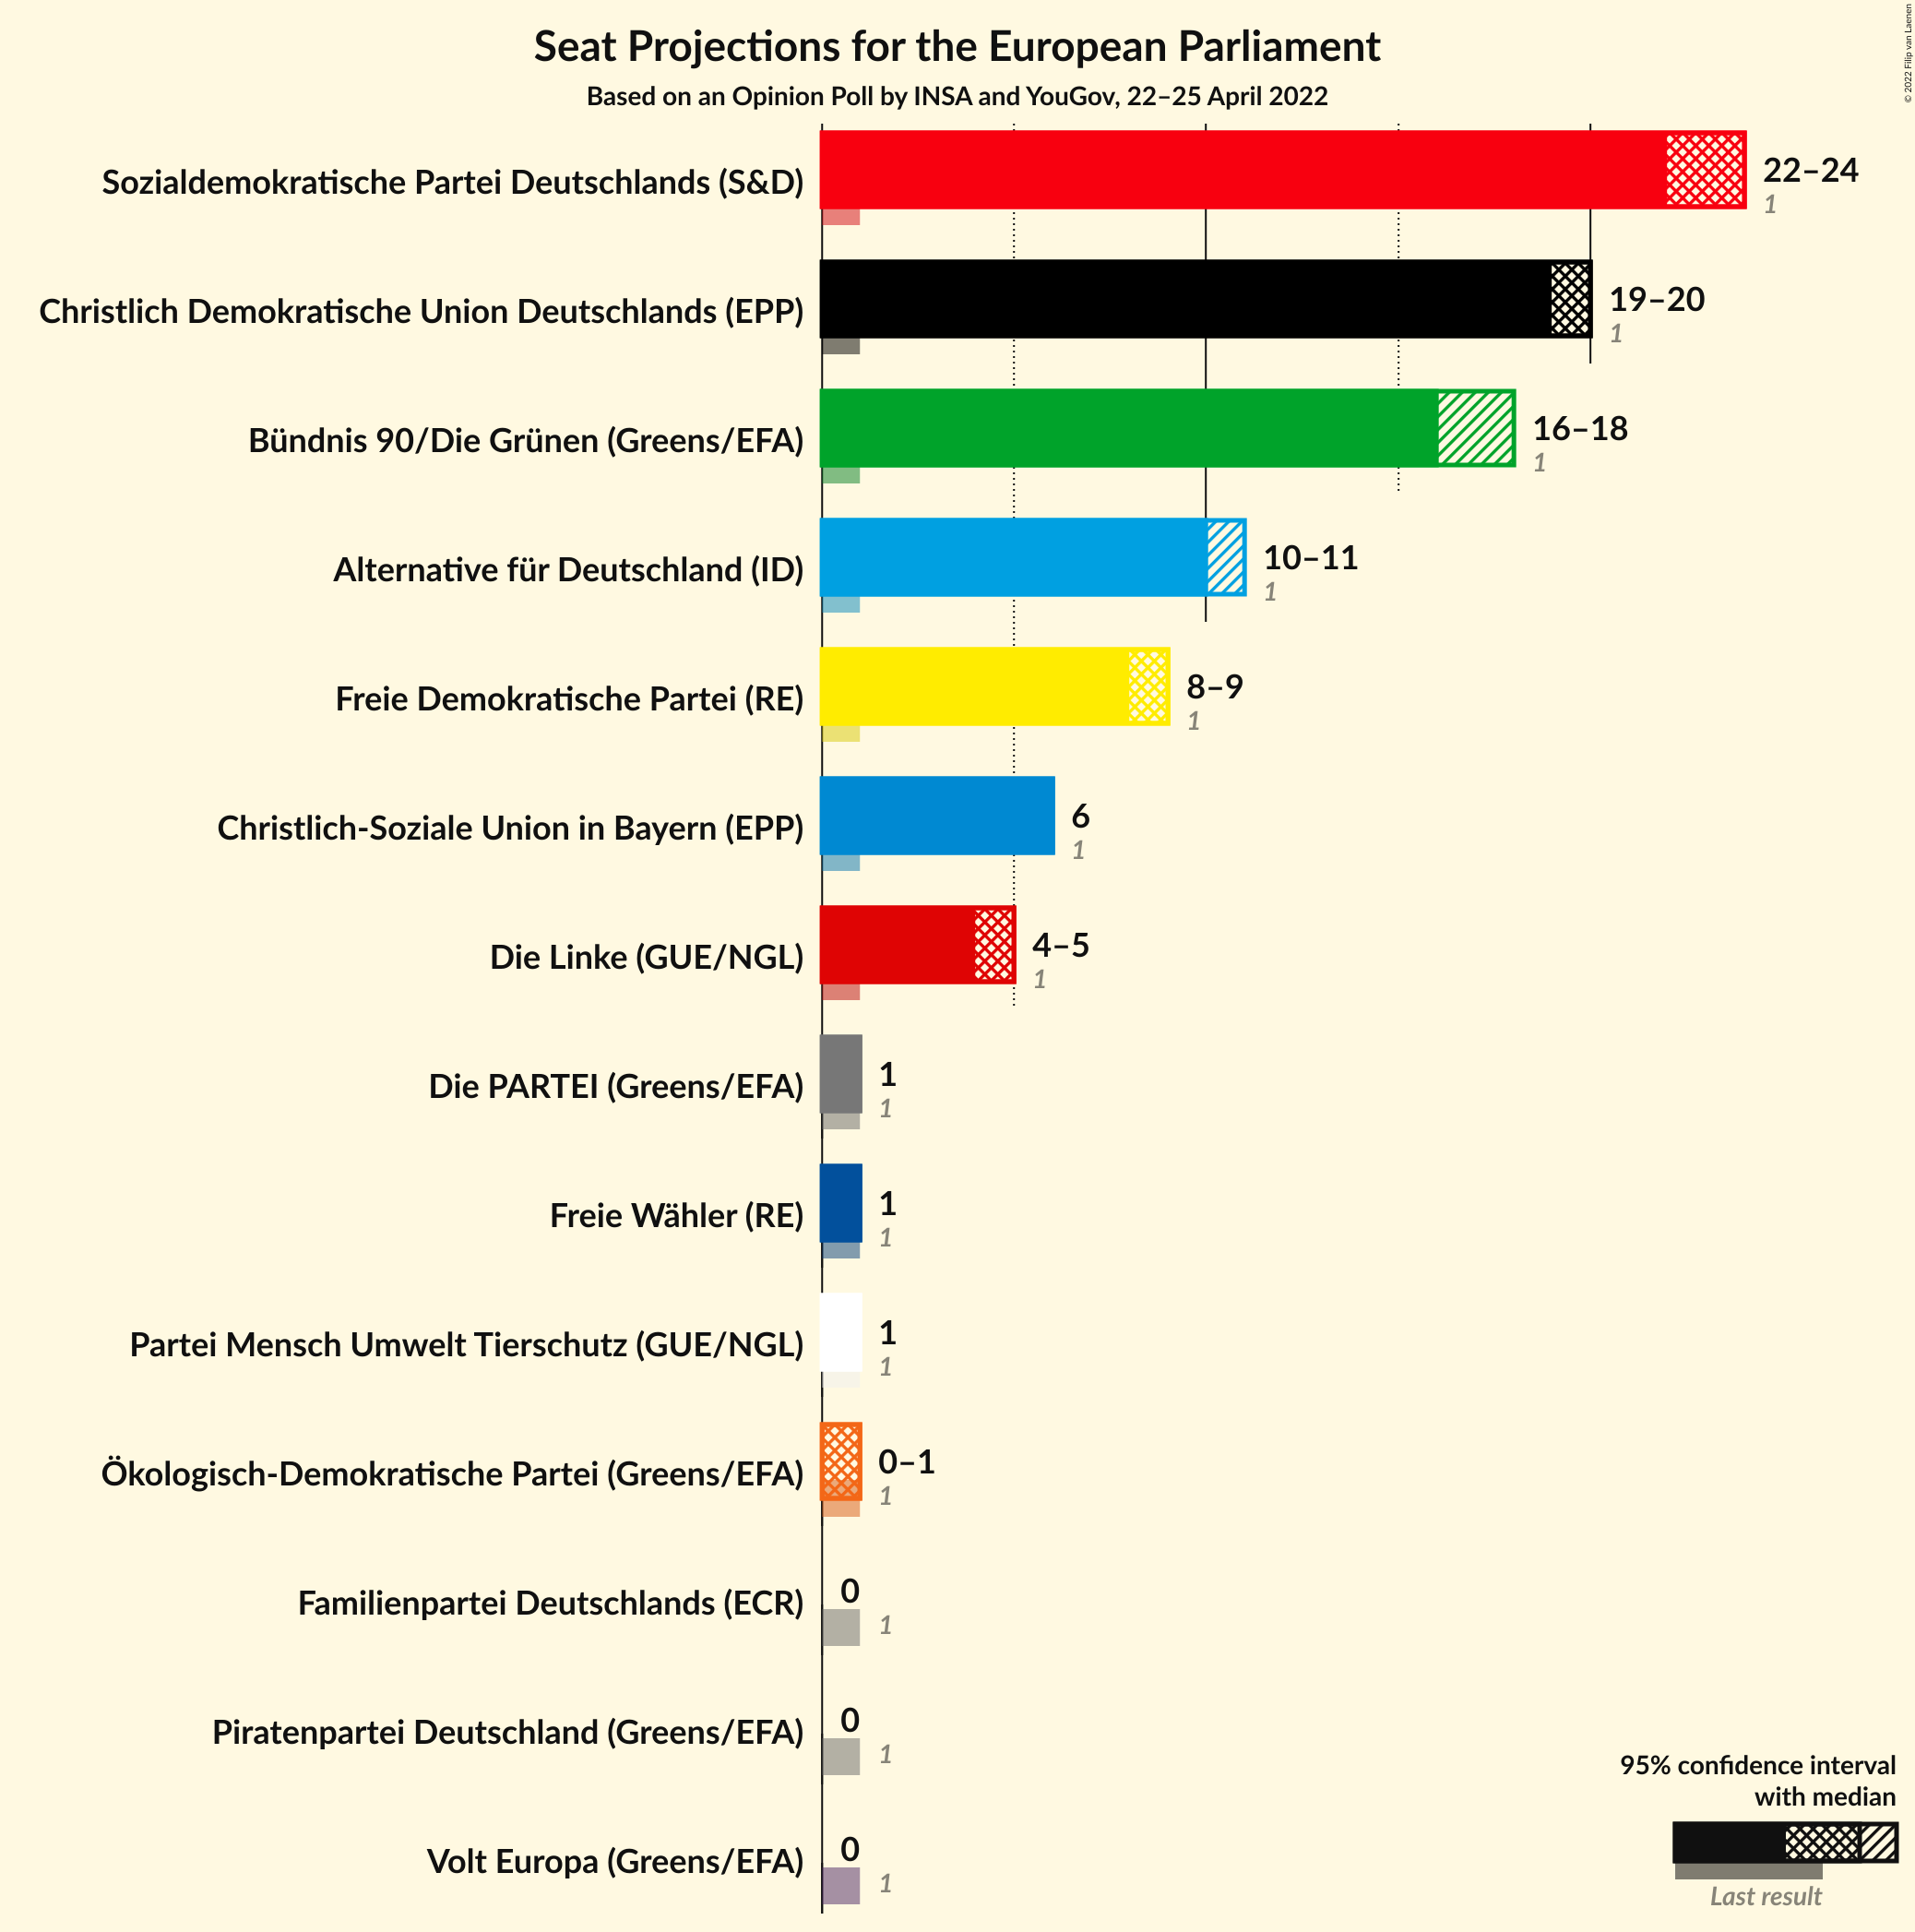 Seat Projections for the European Parliament
Based on an Opinion Poll by INSA and YouGov, 22–25 April 2022
© 2022 Filip van Laenen
Sozialdemokratische Partei Deutschlands (S&D)
22–24
1
Christlich Demokratische Union Deutschlands (EPP)
19–20
1
Bündnis 90/Die Grünen (Greens/EFA)
16–18
1
Alternative für Deutschland (ID)
10–11
1
Freie Demokratische Partei (RE)
8–9
1
Christlich-Soziale Union in Bayern (EPP)
6
1
Die Linke (GUE/NGL)
4–5
1
Die PARTEI (Greens/EFA)
1
1
Freie Wähler (RE)
1
1
Partei Mensch Umwelt Tierschutz (GUE/NGL)
1
1
Ökologisch-Demokratische Partei (Greens/EFA)
0–1
1
Familienpartei Deutschlands (ECR)
0
1
Piratenpartei Deutschland (Greens/EFA)
0
1
Volt Europa (Greens/EFA)
0
1
95% confidence interval
with median
Last result